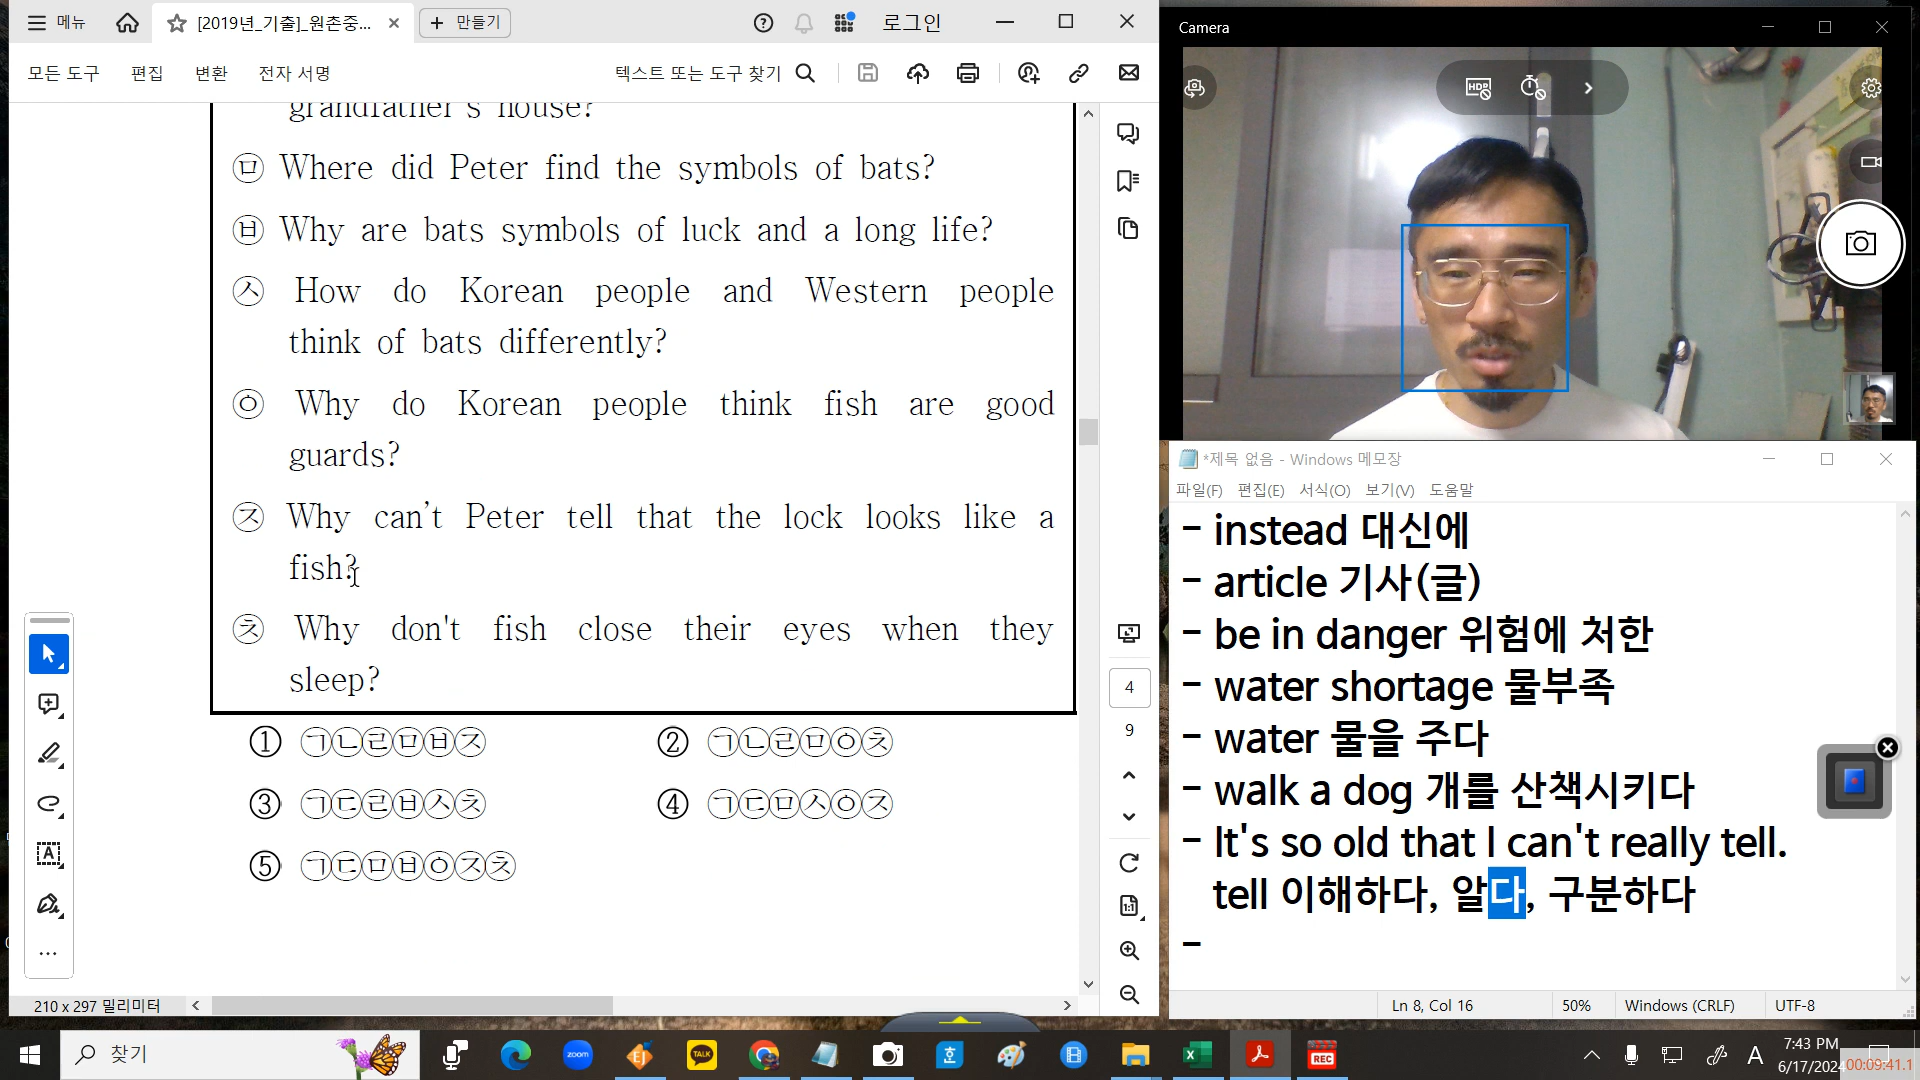 메뉴
[2019년_기출]_원촌중...
만들기
로그인
모든 도구 편집 변환 전자 서명
텍스트 또는 도구 찾기
grandfather's house?
㉤ Where did Peter find the symbols of bats?
㉥ Why are bats symbols of luck and a long life?
㉦ How do Korean people and Western people
think of bats differently?
㉧ Why do Korean people think fish are good
guards?
㉨ Why can't Peter tell that the lock looks like a
fish?
㉩ Why don't fish close their eyes when they
sleep?
① ㉠㉡㉣㉤㉥㉨
② ㉠㉡㉣㉤㉧㉩
③ ㉠㉢㉣㉥㉦㉩
④ ㉠㉢㉤㉦㉧㉨
⑤ ㉠㉢㉤㉥㉧㉨㉩
4
9
1:1
210 x 297 밀리미터
Camera
HDR
*제목 없음 - Windows 메모장
파일(F) 편집(E) 서식(O) 보기(V) 도움말
- instead 대신에
- article 기사(글)
- be in danger 위험에 처한
- water shortage 물부족
- water 물을 주다
- walk a dog 개를 산책시키다
- It's so old that I can't really tell.
tell 이해하다, 알다, 구분하다
-
Ln 8, Col 16
50%
Windows (CRLF)
UTF-8
찾기
zoom
EJ
TALK
REC
A
7:43 PM
6/17/2024
00:09:41.1